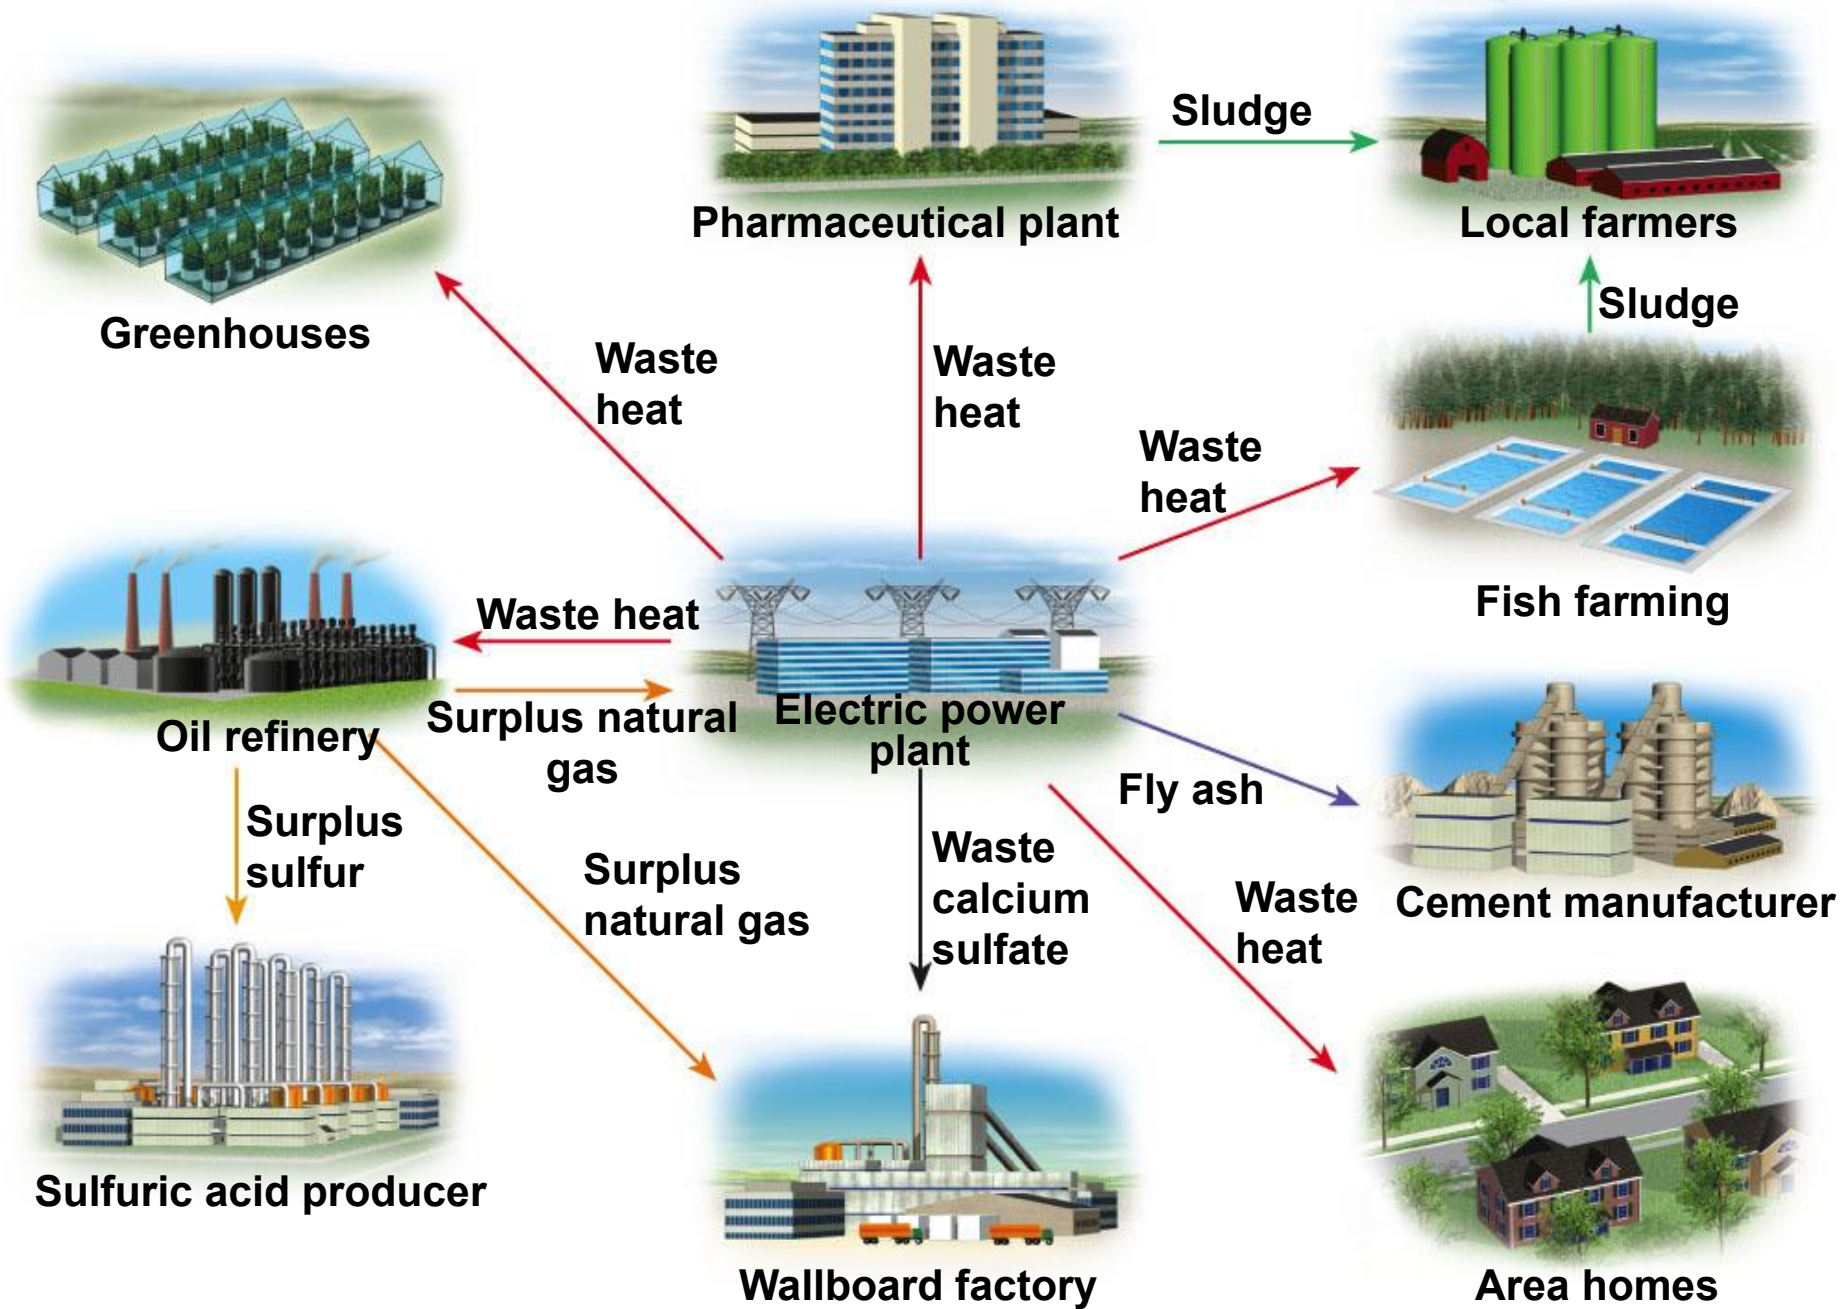 Sludge
Pharmaceutical plant
Local farmers
Greenhouses
Sludge
Waste
heat
Waste
heat
Waste
heat
Waste heat
Fish farming
Oil refinery
Surplus natural
gas
Electric power
plant
Fly ash
Surplus
sulfur
Surplus
natural gas
Waste
calcium
sulfate
Waste
heat
Cement manufacturer
Sulfuric acid producer
Wallboard factory
Area homes